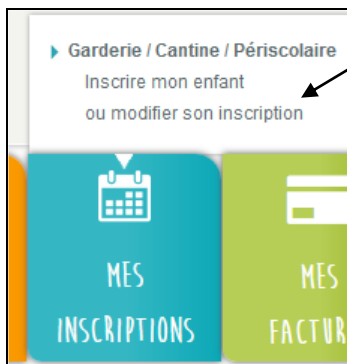 Garderie / Cantine / Périscolaire
Inscrire mon enfant
ou modifier son inscription
MES
INSCRIPTIONS
MES
FACTUR